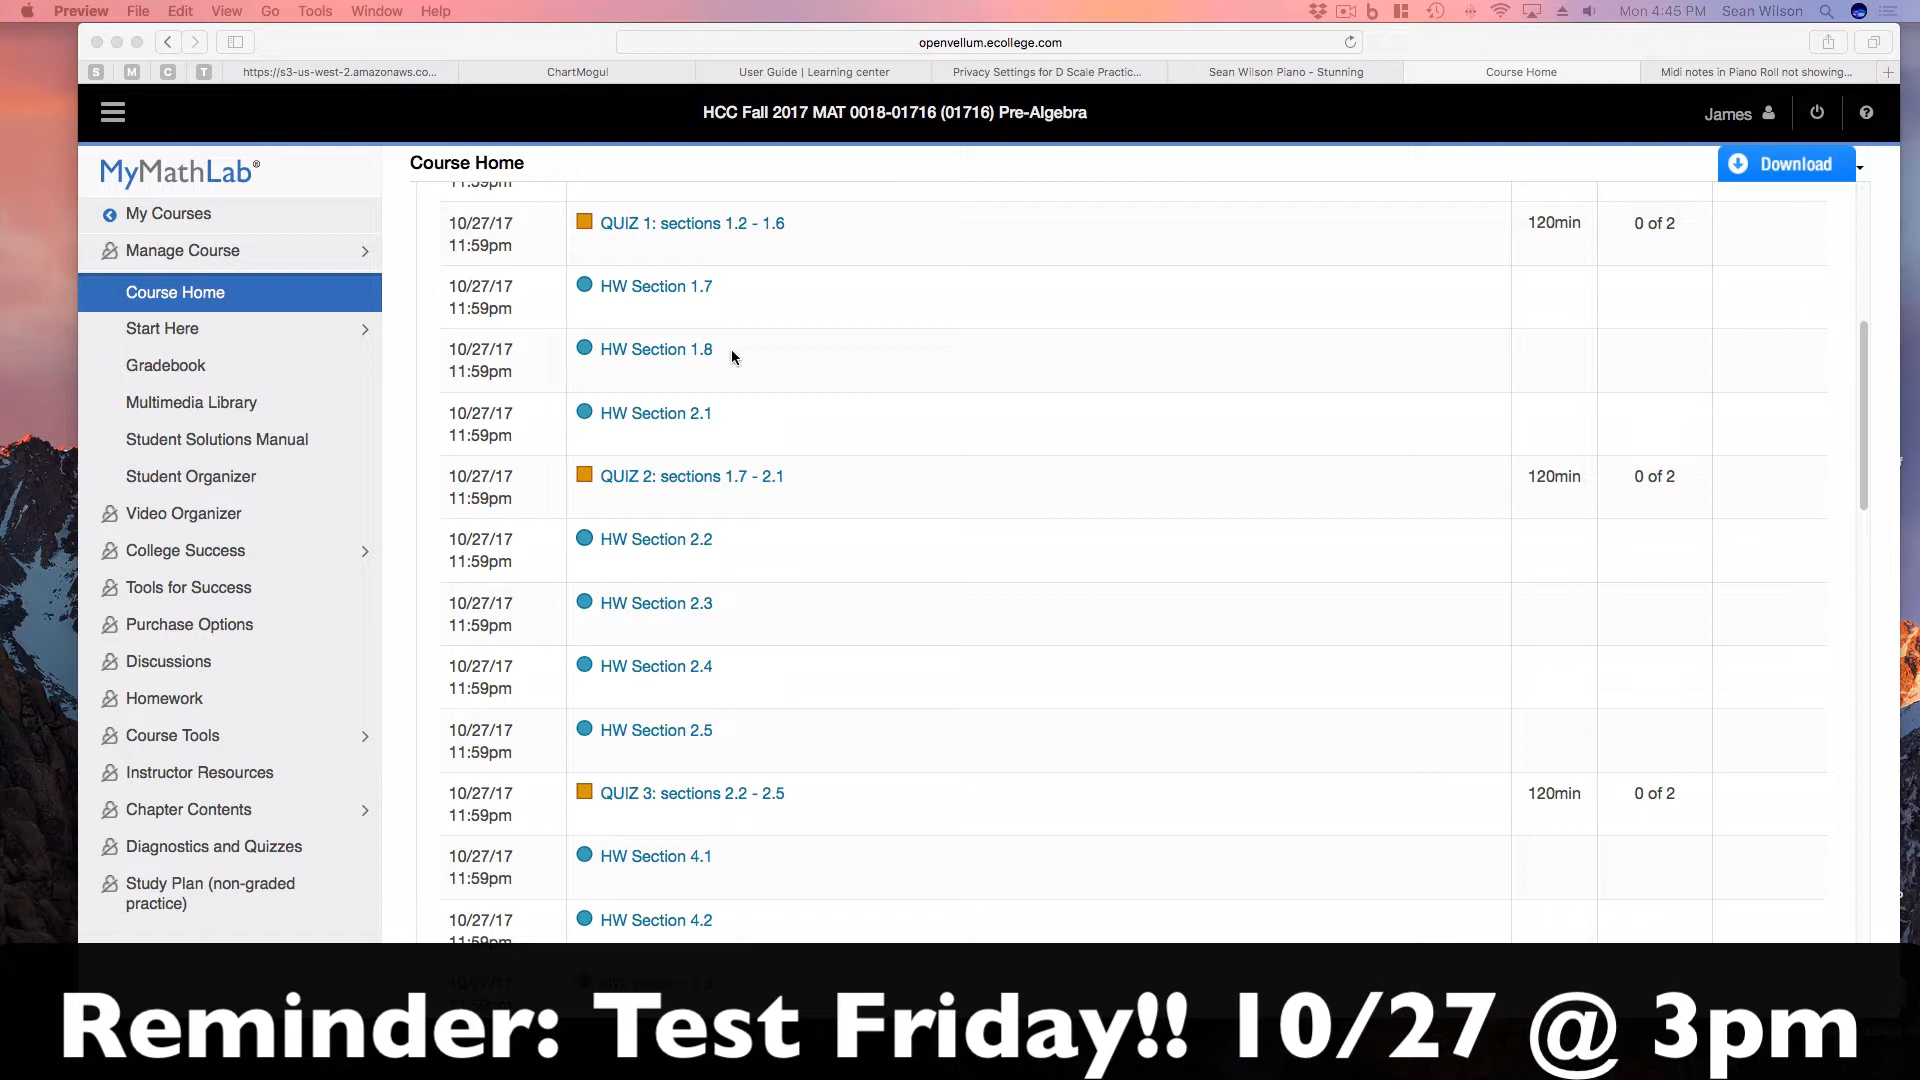 Preview File Edit View Go Tools Window Help
Mon 4:45 PM Sean Wilson
openvellum.ecollege.com
S M C T https://s3-us-west-2.amazonaws.co... ChartMogul User Guide | Learning center Privacy Settings for D Scale Practic... Sean Wilson Piano - Stunning Course Home Midi notes in Piano Roll not showing...
HCC Fall 2017 MAT 0018-01716 (01716) Pre-Algebra
James
MyMathLab®
Course Home
Download
My Courses
Manage Course
Course Home
Start Here
Gradebook
Multimedia Library
Student Solutions Manual
Student Organizer
Video Organizer
College Success
Tools for Success
Purchase Options
Discussions
Homework
Course Tools
Instructor Resources
Chapter Contents
Diagnostics and Quizzes
Study Plan (non-graded
practice)
11:59pm
10/27/17 QUIZ 1: sections 1.2 - 1.6 120min 0 of 2
11:59pm
10/27/17 HW Section 1.7
11:59pm
10/27/17 HW Section 1.8
11:59pm
10/27/17 HW Section 2.1
11:59pm
10/27/17 QUIZ 2: sections 1.7 - 2.1 120min 0 of 2
11:59pm
10/27/17 HW Section 2.2
11:59pm
10/27/17 HW Section 2.3
11:59pm
10/27/17 HW Section 2.4
11:59pm
10/27/17 HW Section 2.5
11:59pm
10/27/17 QUIZ 3: sections 2.2 - 2.5 120min 0 of 2
11:59pm
10/27/17 HW Section 4.1
11:59pm
10/27/17 HW Section 4.2
11:59pm
Reminder: Test Friday!! 10/27 @ 3pm